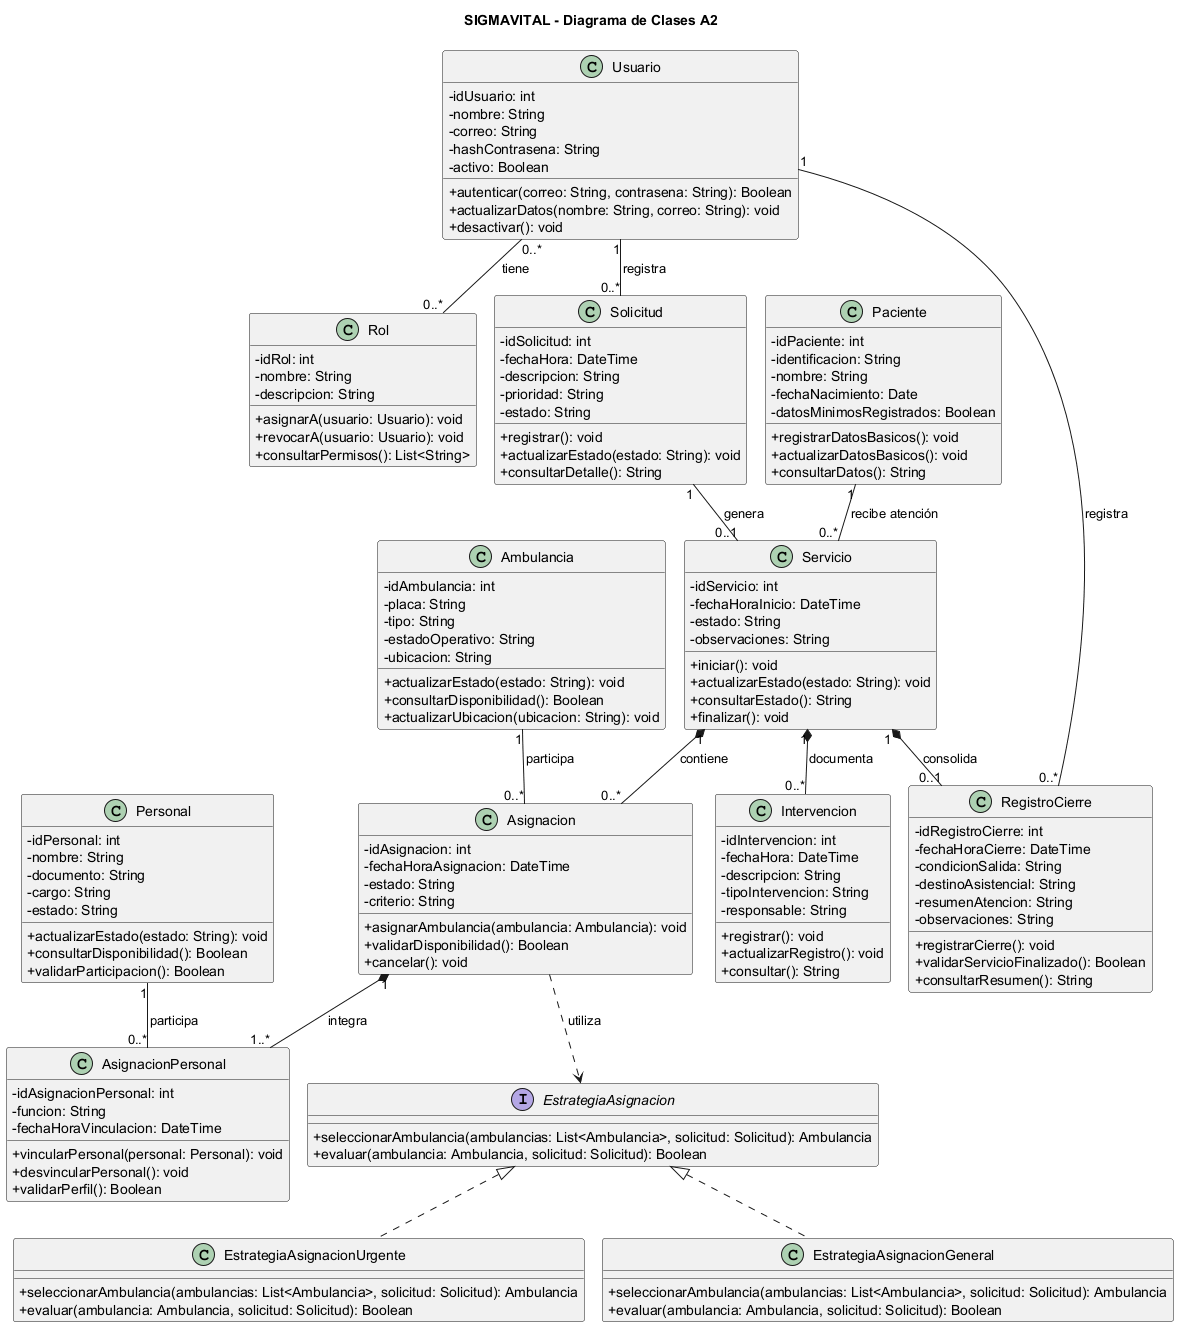 SIGMAVITAL - Diagrama de Clases A2
C Usuario
-idUsuario: int
-nombre: String
-correo: String
-hashContrasena: String
-activo: Boolean
+autenticar(correo: String, contrasena: String): Boolean
+actualizarDatos(nombre: String, correo: String): void
+desactivar(): void
1
0..*
tiene
0..*
1
registra
0..*
C Rol
-idRol: int
-nombre: String
-descripcion: String
+asignarA(usuario: Usuario): void
+revocarA(usuario: Usuario): void
+consultarPermisos(): List<String>
C Solicitud
-idSolicitud: int
-fechaHora: DateTime
-descripcion: String
-prioridad: String
-estado: String
+registrar(): void
+actualizarEstado(estado: String): void
+consultarDetalle(): String
C Paciente
-idPaciente: int
-identificacion: String
-nombre: String
-fechaNacimiento: Date
-datosMinimosRegistrados: Boolean
+registrarDatosBasicos(): void
+actualizarDatosBasicos(): void
+consultarDatos(): String
1
genera
0..1
1
recibe atención
0..*
registra
C Ambulancia
-idAmbulancia: int
-placa: String
-tipo: String
-estadoOperativo: String
-ubicacion: String
+actualizarEstado(estado: String): void
+consultarDisponibilidad(): Boolean
+actualizarUbicacion(ubicacion: String): void
C Servicio
-idServicio: int
-fechaHoraInicio: DateTime
-estado: String
-observaciones: String
+iniciar(): void
+actualizarEstado(estado: String): void
+consultarEstado(): String
+finalizar(): void
1
participa
0..*
1
contiene
0..*
1
documenta
0..*
1
consolida
0..1
0..*
C Personal
-idPersonal: int
-nombre: String
-documento: String
-cargo: String
-estado: String
+actualizarEstado(estado: String): void
+consultarDisponibilidad(): Boolean
+validarParticipacion(): Boolean
C Asignacion
-idAsignacion: int
-fechaHoraAsignacion: DateTime
-estado: String
-criterio: String
+asignarAmbulancia(ambulancia: Ambulancia): void
+validarDisponibilidad(): Boolean
+cancelar(): void
C Intervencion
-idIntervencion: int
-fechaHora: DateTime
-descripcion: String
-tipoIntervencion: String
-responsable: String
+registrar(): void
+actualizarRegistro(): void
+consultar(): String
C RegistroCierre
-idRegistroCierre: int
-fechaHoraCierre: DateTime
-condicionSalida: String
-destinoAsistencial: String
-resumenAtencion: String
-observaciones: String
+registrarCierre(): void
+validarServicioFinalizado(): Boolean
+consultarResumen(): String
1
participa
0..*
1
integra
1..*
utiliza
C AsignacionPersonal
-idAsignacionPersonal: int
-funcion: String
-fechaHoraVinculacion: DateTime
+vincularPersonal(personal: Personal): void
+desvincularPersonal(): void
+validarPerfil(): Boolean
I EstrategiaAsignacion
+seleccionarAmbulancia(ambulancias: List<Ambulancia>, solicitud: Solicitud): Ambulancia
+evaluar(ambulancia: Ambulancia, solicitud: Solicitud): Boolean
C EstrategiaAsignacionUrgente
+seleccionarAmbulancia(ambulancias: List<Ambulancia>, solicitud: Solicitud): Ambulancia
+evaluar(ambulancia: Ambulancia, solicitud: Solicitud): Boolean
C EstrategiaAsignacionGeneral
+seleccionarAmbulancia(ambulancias: List<Ambulancia>, solicitud: Solicitud): Ambulancia
+evaluar(ambulancia: Ambulancia, solicitud: Solicitud): Boolean